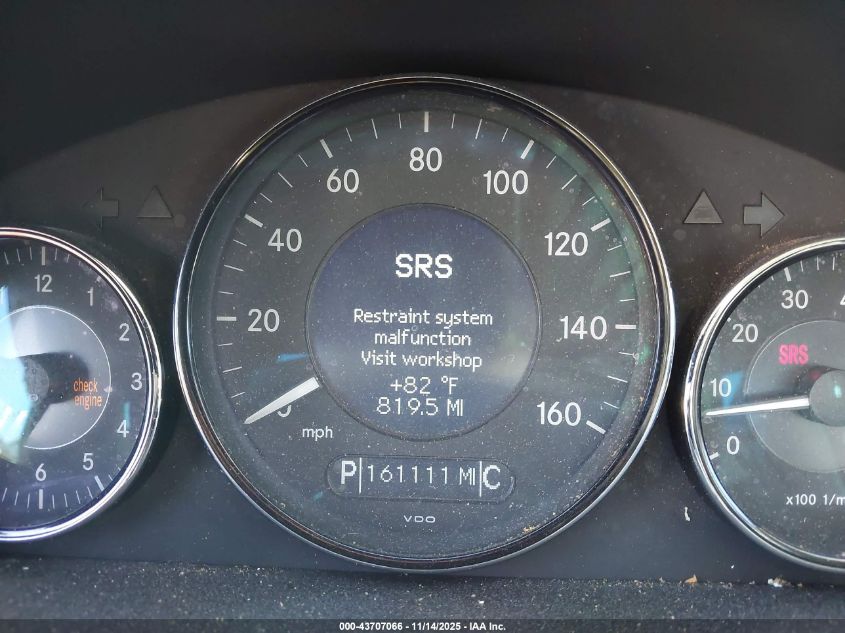 80
60
100
40
120
20
140
0
160
mph
SRS
Restraint system
malfunction
Visit workshop
+82 °F
819.5 MI
P 161111 MI C
VDO
12
1
2
3
4
5
6
check
engine
30
20
10
0
SRS
x100 1/m
000-43707066 - 11/14/2025 - IAA Inc.